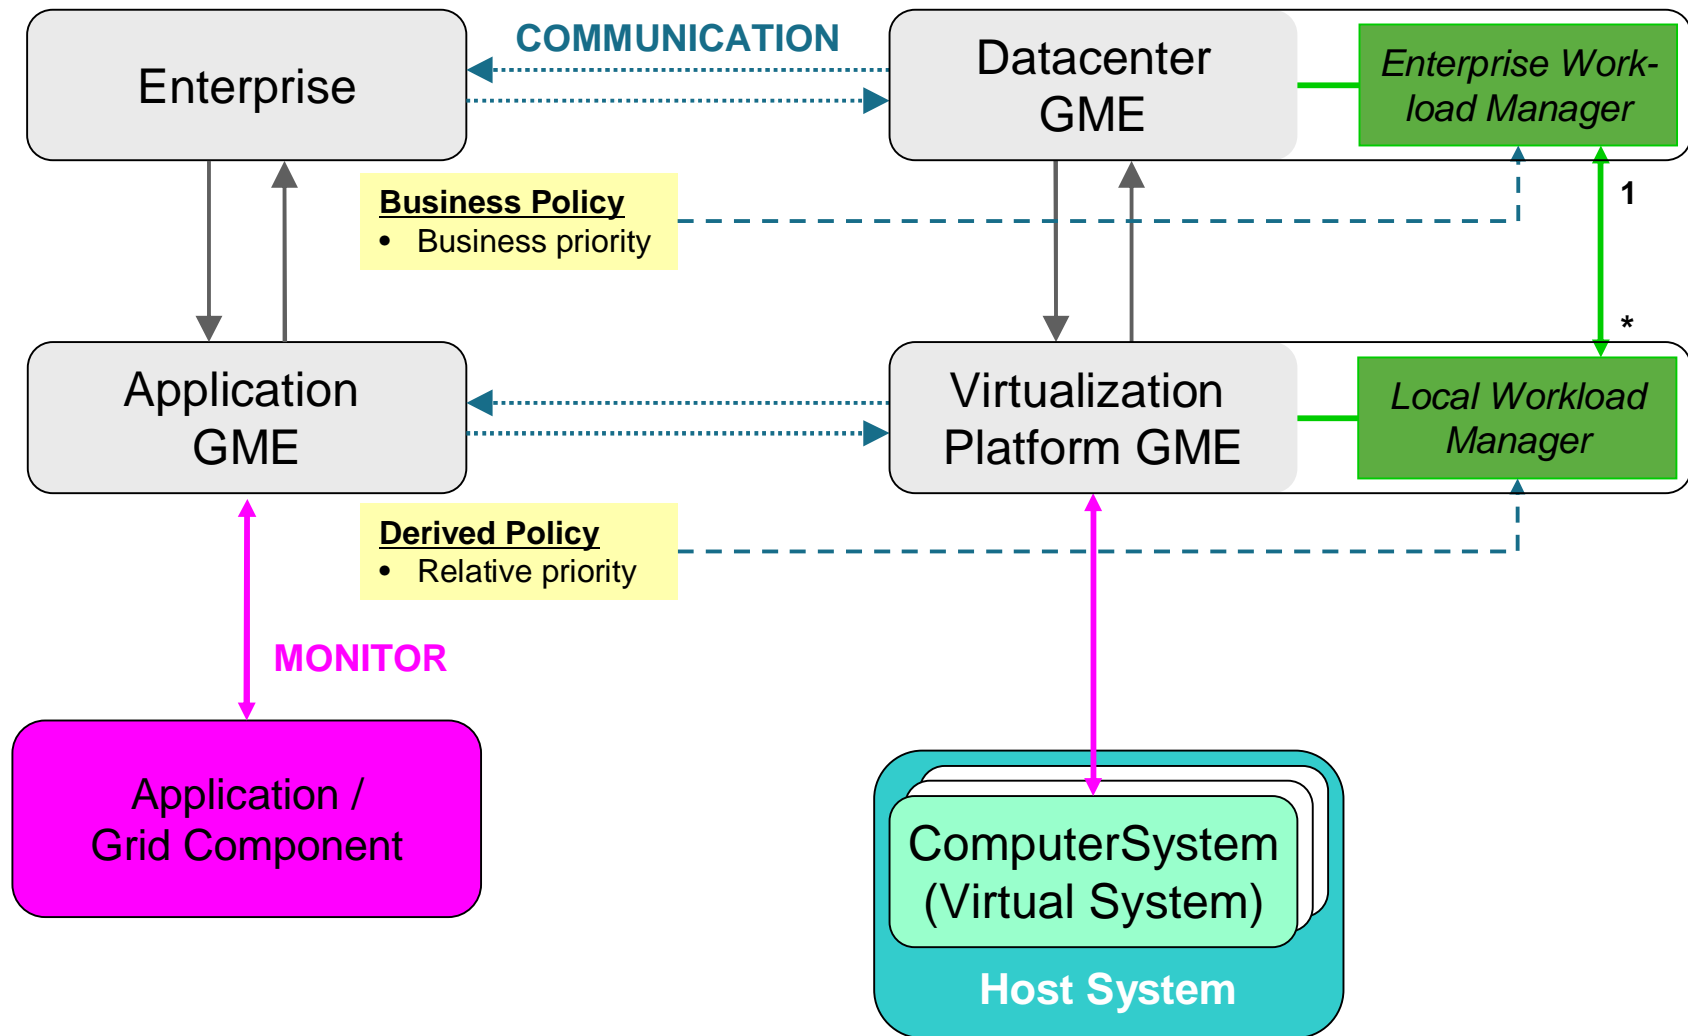 COMMUNICATION
Enterprise
Datacenter
GME
Enterprise Work-
load Manager
Business Policy
• Business priority
1
*
Application
GME
Virtualization
Platform GME
Local Workload
Manager
Derived Policy
• Relative priority
MONITOR
Application /
Grid Component
ComputerSystem
(Virtual System)
Host System